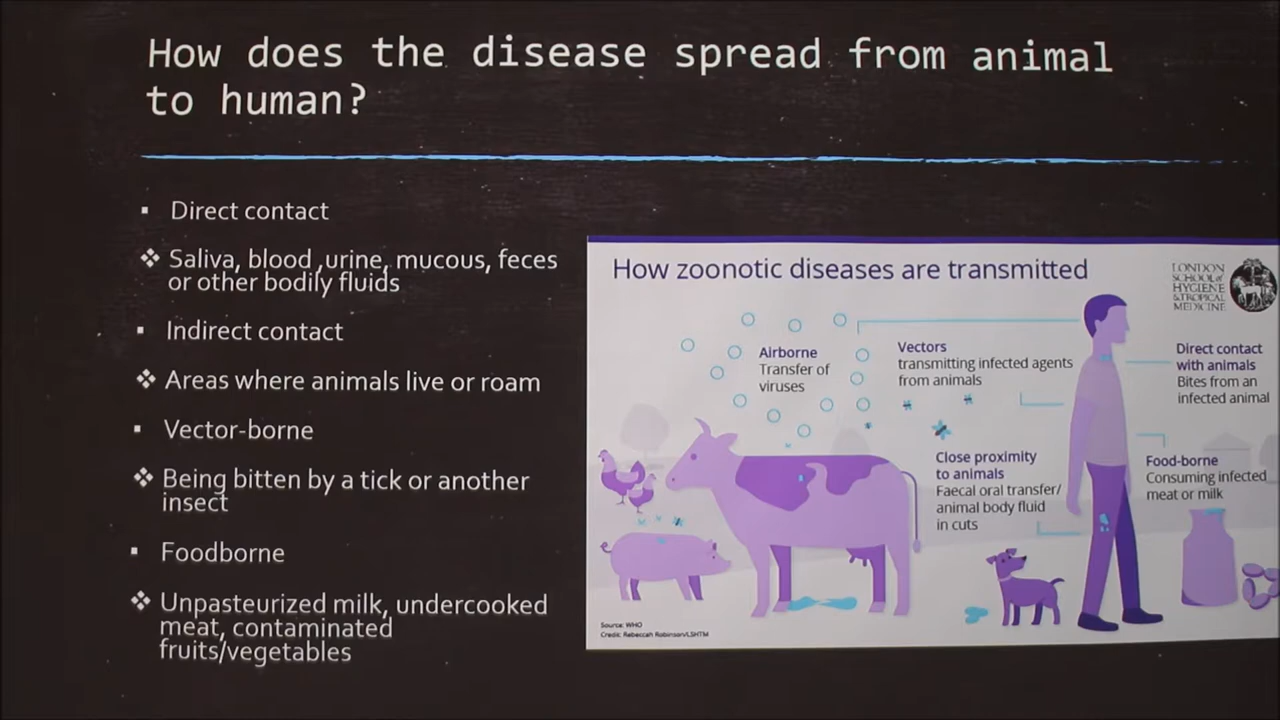 How does the disease spread from animal
to human?
▪ Direct contact
❖ Saliva, blood ,urine, mucous, feces
or other bodily fluids
▪ Indirect contact
❖ Areas where animals live or roam
▪ Vector-borne
❖ Being bitten by a tick or another
insect
▪ Foodborne
❖ Unpasteurized milk, undercooked
meat, contaminated
fruits/vegetables
How zoonotic diseases are transmitted
LONDON
SCHOOL of
HYGIENE
& TROPICAL
MEDICINE
Airborne
Transfer of
viruses
Vectors
transmitting infected agents
from animals
Direct contact
with animals
Bites from an
infected animal
Close proximity
to animals
Faecal oral transfer/
animal body fluid
in cuts
Food-borne
Consuming infected
meat or milk
Source: WHO
Credit: Rebeccah Robinson/LSHTM